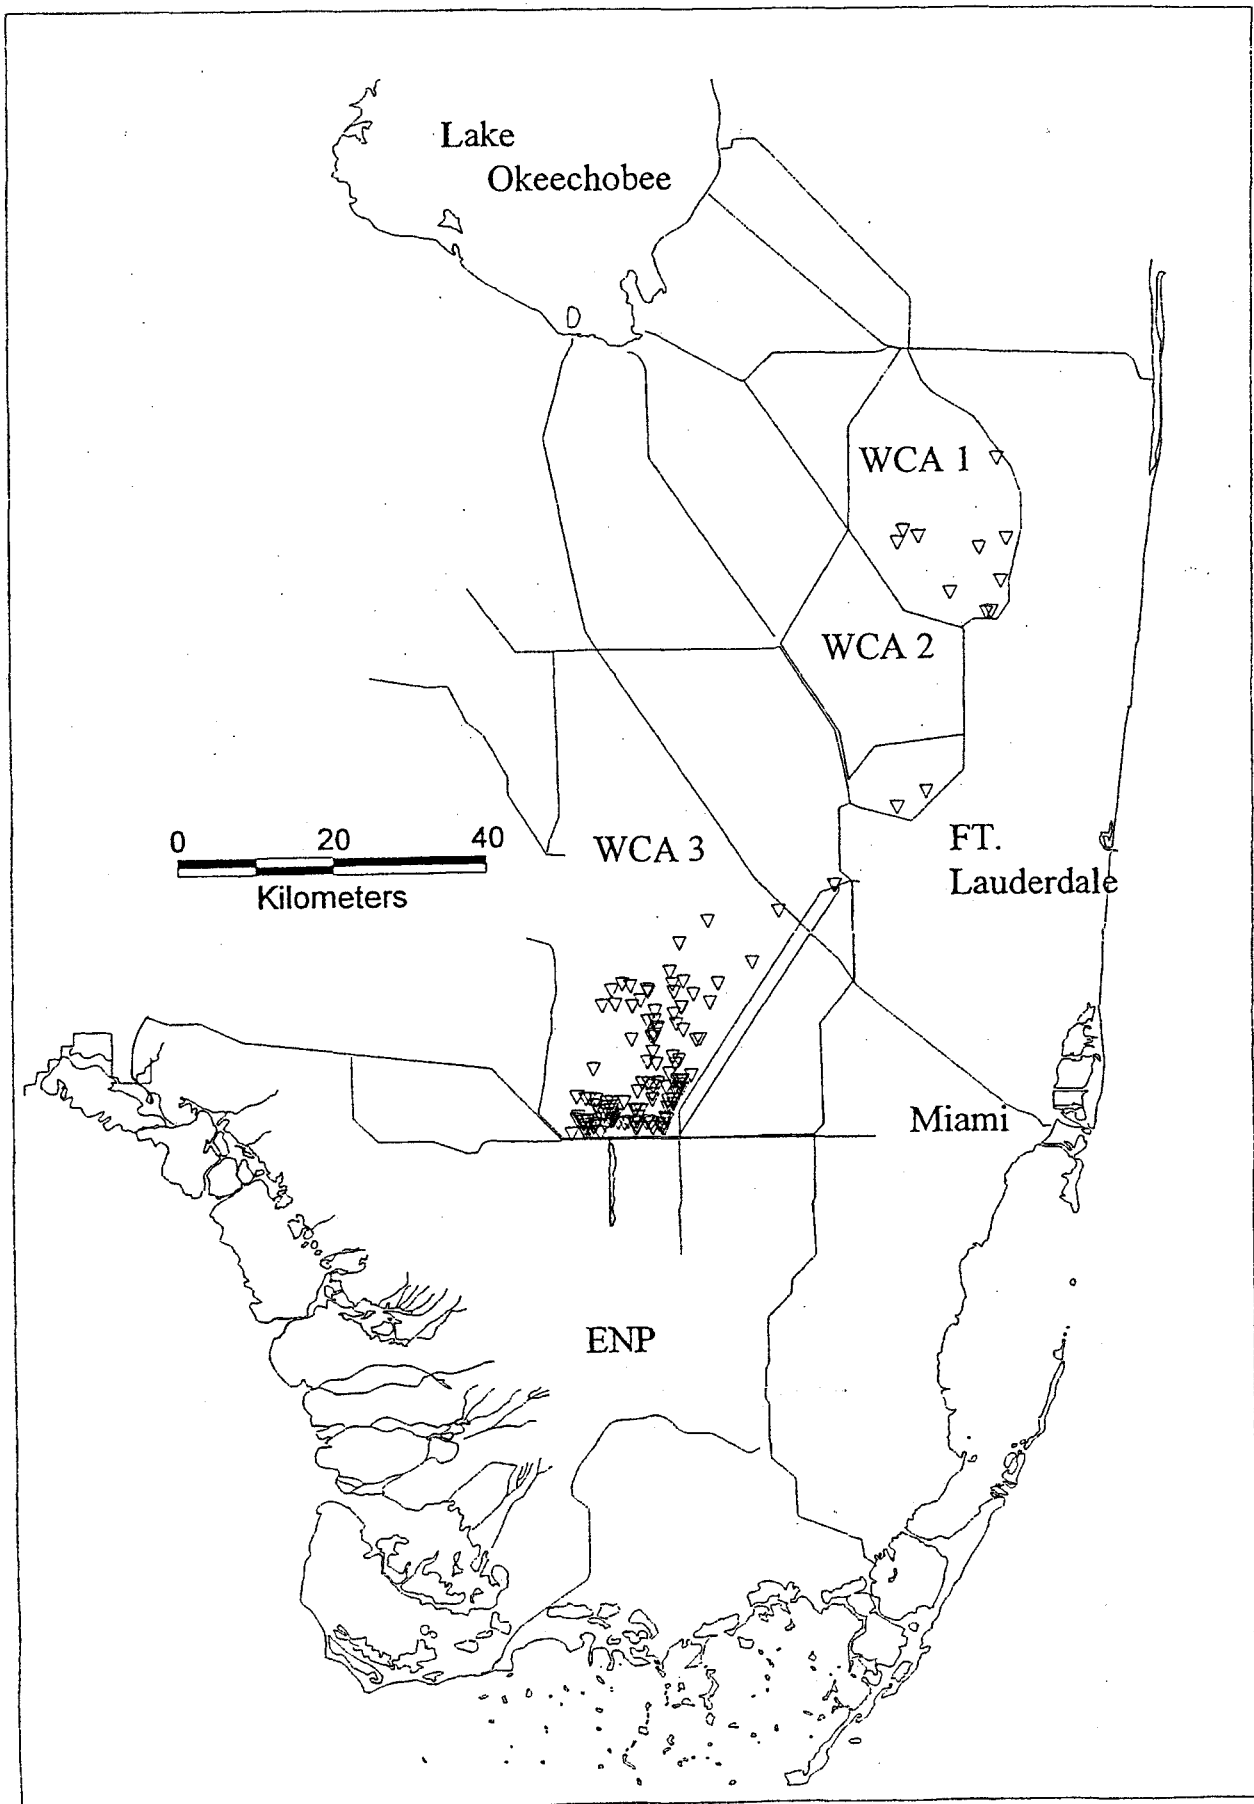 Lake
Okeechobee
WCA 1
WCA 2
0 20 40
Kilometers
WCA 3
FT.
Lauderdale
Miami
ENP